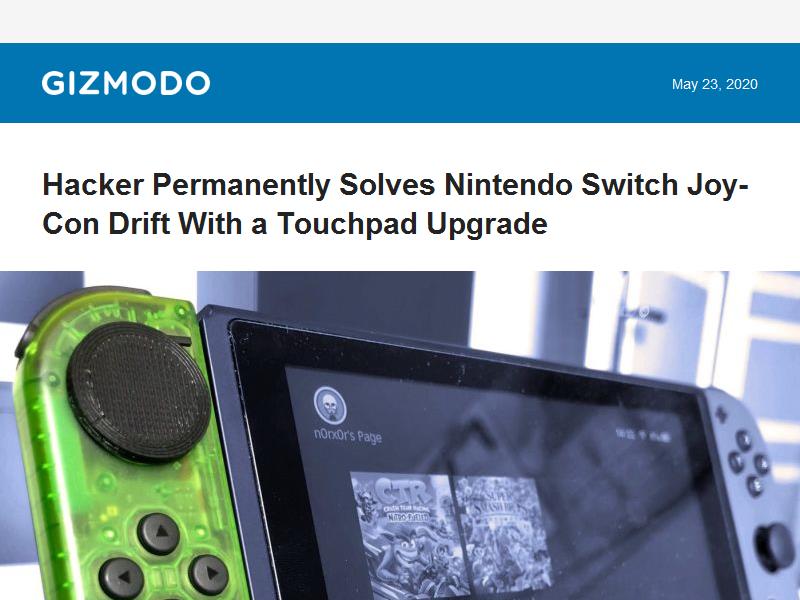 GIZMODO
May 23, 2020
Hacker Permanently Solves Nintendo Switch Joy-
Con Drift With a Touchpad Upgrade
n0rx0r's Page
CTR
CRASH TEAM RACING
NITRO-FUELED
SUPER
SMASH BROS